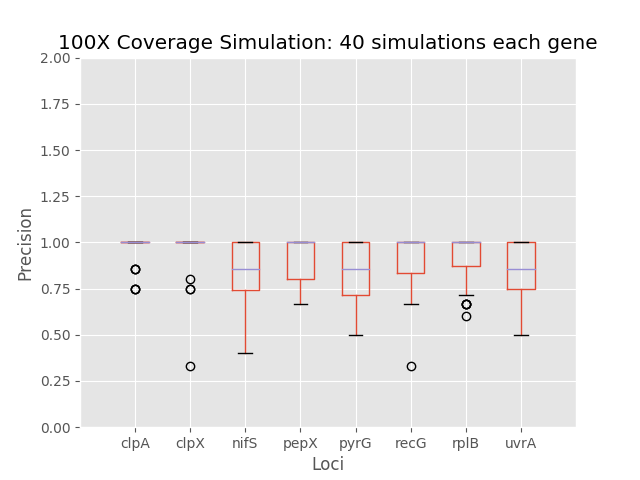 100X Coverage Simulation: 40 simulations each gene
2.00
1.75
1.50
1.25
1.00
0.75
0.50
0.25
0.00
Precision
clpA clpX nifS pepX pyrG recG rplB uvrA
Loci